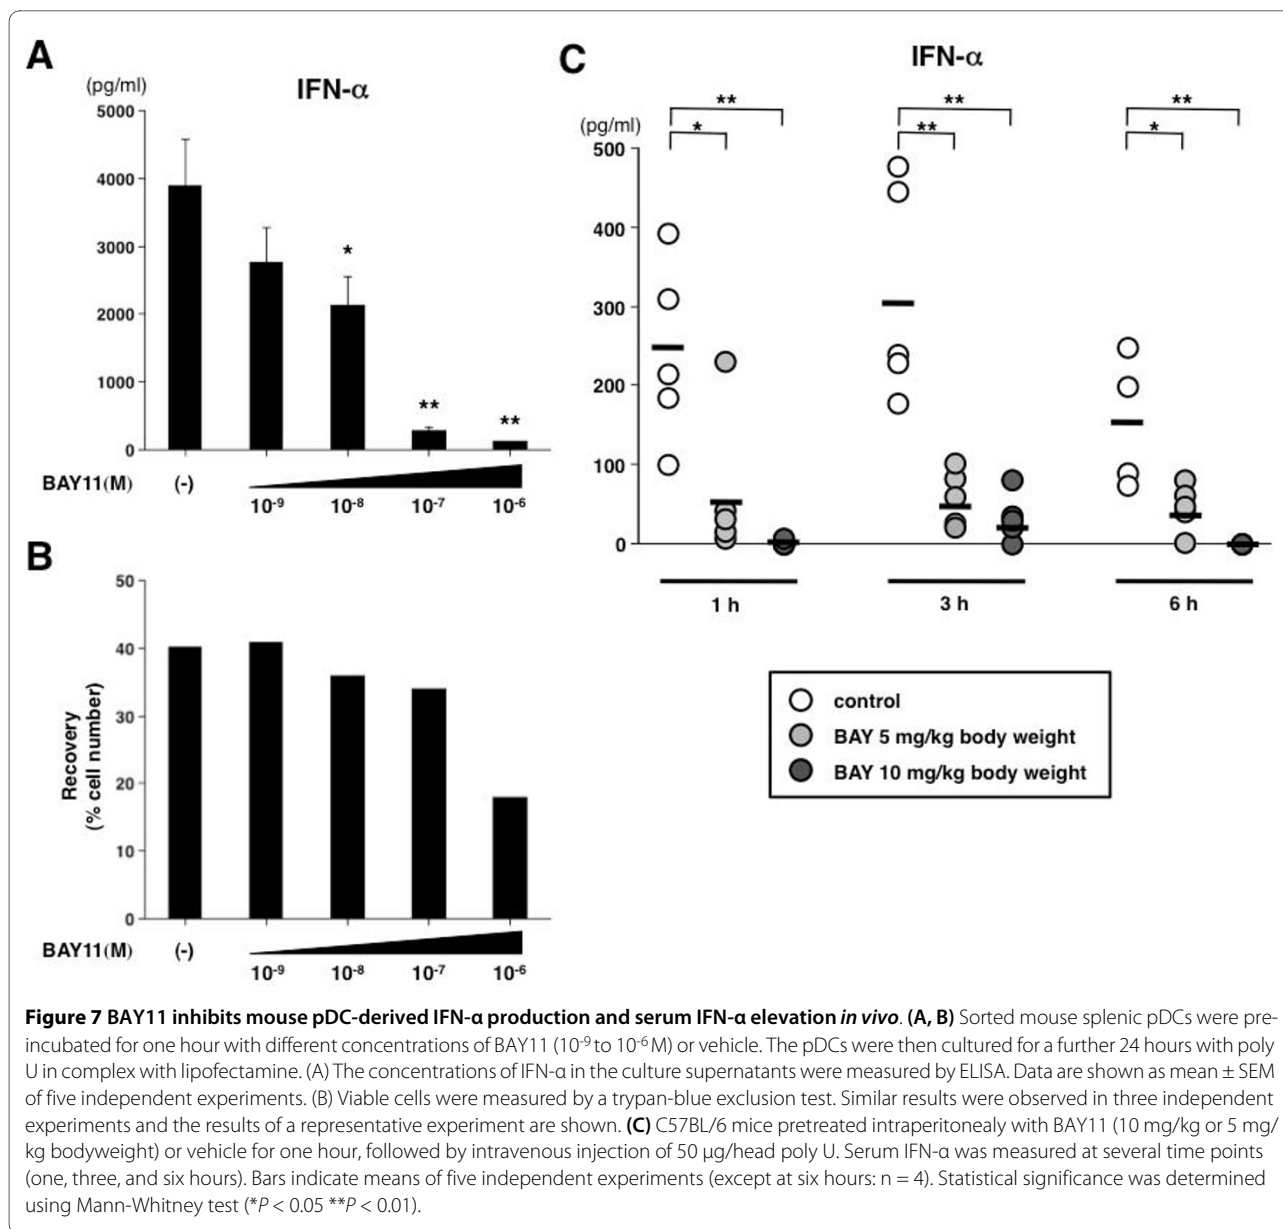 A
(pg/ml)
IFN-α
5000
4000
3000
2000
1000
0
*
**
**
BAY11(M)
(-)
10-9
10-8
10-7
10-6
B
50
40
30
20
10
0
Recovery
(% cell number)
BAY11(M)
(-)
10-9
10-8
10-7
10-6
C
IFN-α
(pg/ml)
500
400
300
200
100
0
**
*
**
**
**
*
1 h
3 h
6 h
control
BAY 5 mg/kg body weight
BAY 10 mg/kg body weight
Figure 7 BAY11 inhibits mouse pDC-derived IFN-α production and serum IFN-α elevation in vivo. (A, B) Sorted mouse splenic pDCs were pre-
incubated for one hour with different concentrations of BAY11 (10-9 to 10-6 M) or vehicle. The pDCs were then cultured for a further 24 hours with poly
U in complex with lipofectamine. (A) The concentrations of IFN-α in the culture supernatants were measured by ELISA. Data are shown as mean ± SEM
of five independent experiments. (B) Viable cells were measured by a trypan-blue exclusion test. Similar results were observed in three independent
experiments and the results of a representative experiment are shown. (C) C57BL/6 mice pretreated intraperitonealy with BAY11 (10 mg/kg or 5 mg/
kg bodyweight) or vehicle for one hour, followed by intravenous injection of 50 μg/head poly U. Serum IFN-α was measured at several time points
(one, three, and six hours). Bars indicate means of five independent experiments (except at six hours: n = 4). Statistical significance was determined
using Mann-Whitney test (*P < 0.05 **P < 0.01).